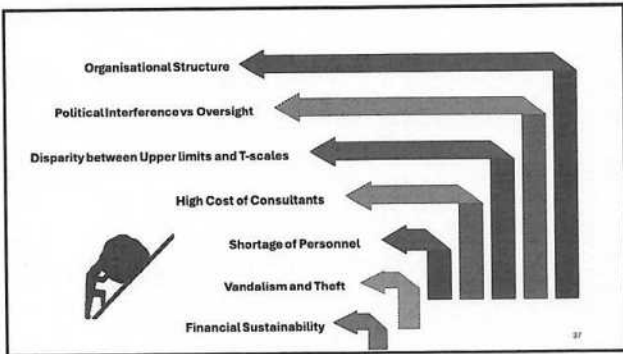 Organisational Structure
Political Interference vs Oversight
Disparity between Upper limits and T-scales
High Cost of Consultants
Shortage of Personnel
Vandalism and Theft
Financial Sustainability
37